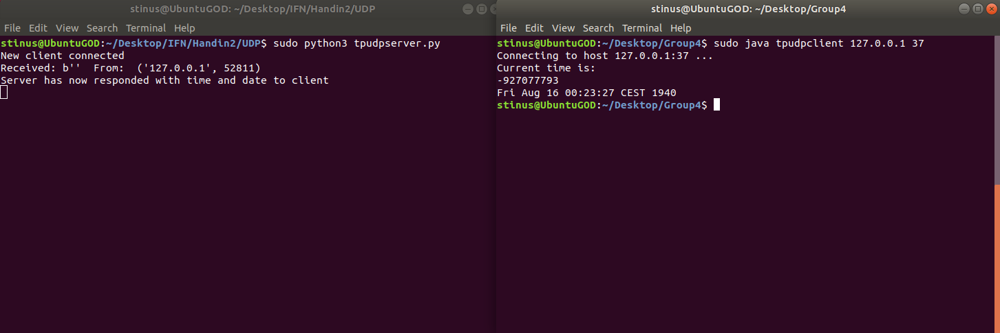 stinus@UbuntuGOD: ~/Desktop/IFN/Handin2/UDP
File Edit View Search Terminal Help
stinus@UbuntuGOD:~/Desktop/IFN/Handin2/UDP$ sudo python3 tpudpserver.py
New client connected
Received: b''  From:  ('127.0.0.1', 52811)
Server has now responded with time and date to client
stinus@UbuntuGOD: ~/Desktop/Group4
File Edit View Search Terminal Help
stinus@UbuntuGOD:~/Desktop/Group4$ sudo java tpudpclient 127.0.0.1 37
Connecting to host 127.0.0.1:37 ...
Current time is:
-927077793
Fri Aug 16 00:23:27 CEST 1940
stinus@UbuntuGOD:~/Desktop/Group4$